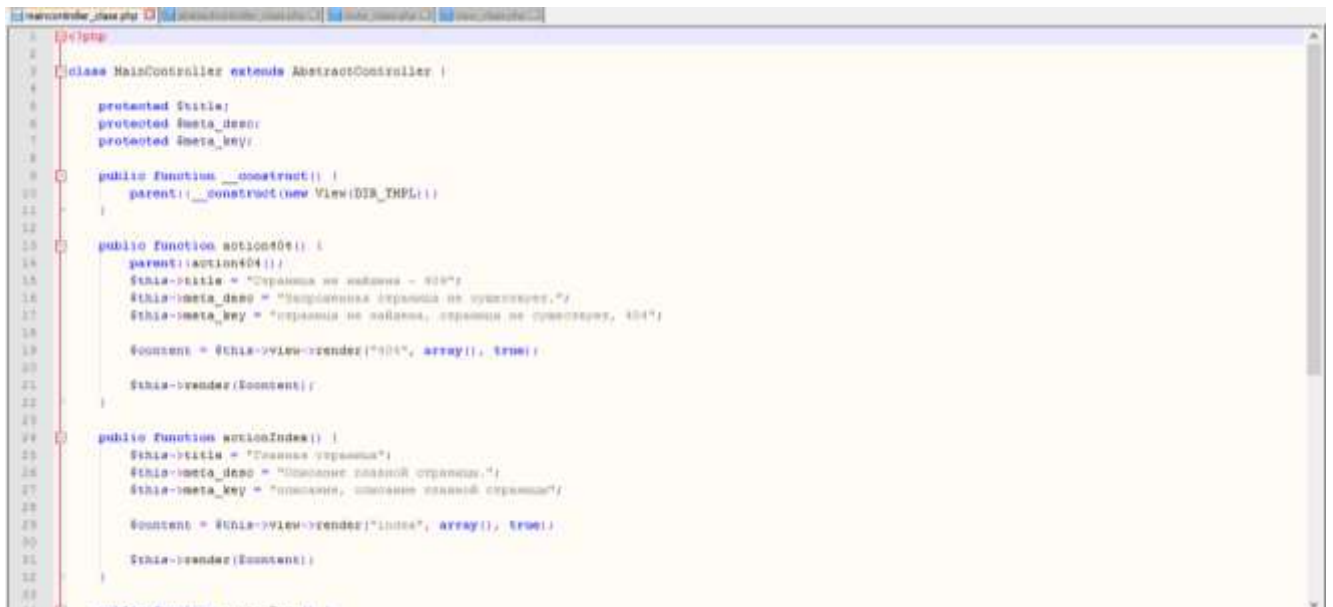 maincontroller_class.php
<?php
class MainController extends AbstractController {
protected $title;
protected $meta_desc;
protected $meta_key;
public function __construct() {
parent::__construct(new View(DIR_TMPL));
}
public function action404() {
parent::action404();
$this->title = "Страница не найдена - 404";
$this->meta_desc = "Запрошенная страница не существует.";
$this->meta_key = "страница не найдена, страница не существует, 404";
$content = $this->view->render("404", array(), true);
$this->render($content);
}
public function actionIndex() {
$this->title = "Главная страница";
$this->meta_desc = "Описание главной страницы.";
$this->meta_key = "описание, описание главной страницы";
$content = $this->view->render("index", array(), true);
$this->render($content);
}